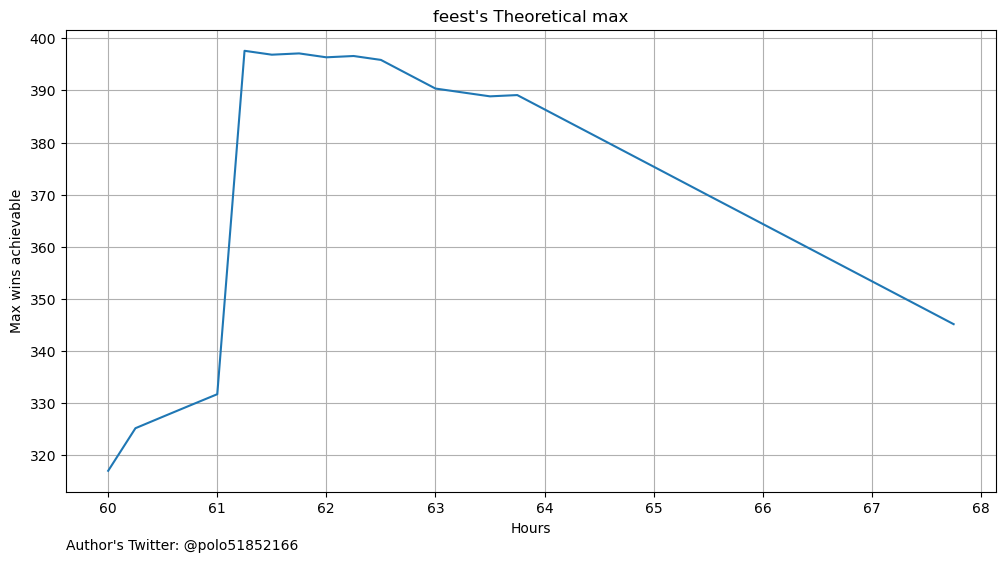 feest's Theoretical max
400
390
380
370
360
350
340
330
320
Max wins achievable
60 61 62 63 64 65 66 67 68
Hours
Author's Twitter: @polo51852166